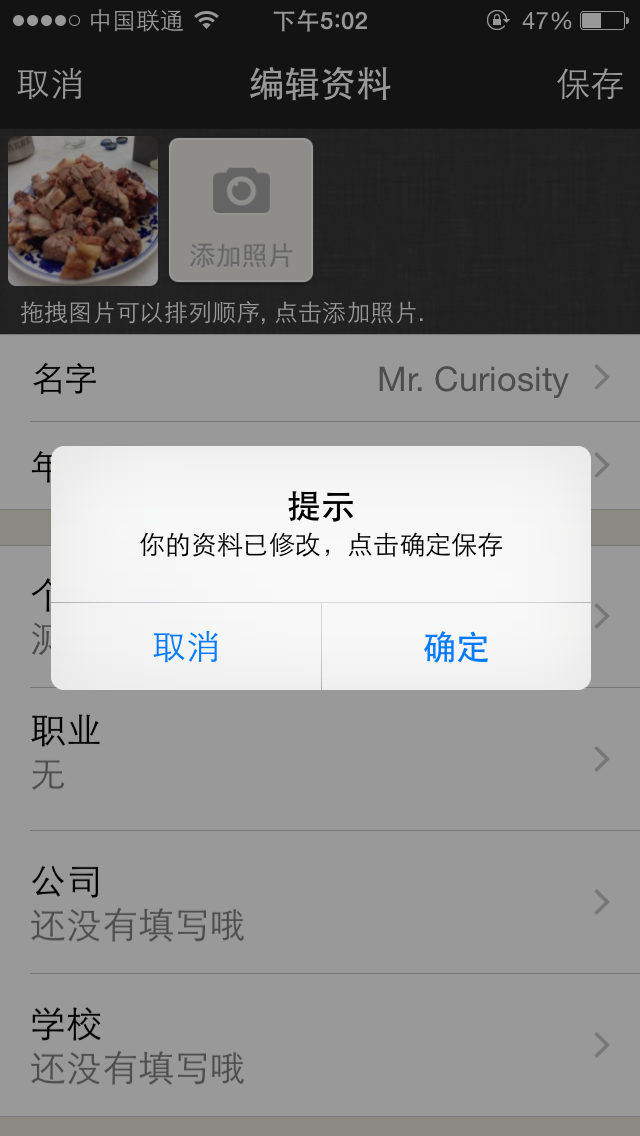 中国联通 下午5:02 47%
取消 编辑资料 保存
添加照片
拖拽图片可以排列顺序, 点击添加照片.
名字 Mr. Curiosity
年
提示
你的资料已修改，点击确定保存
个
取消 确定
职业
无
公司
还没有填写哦
学校
还没有填写哦